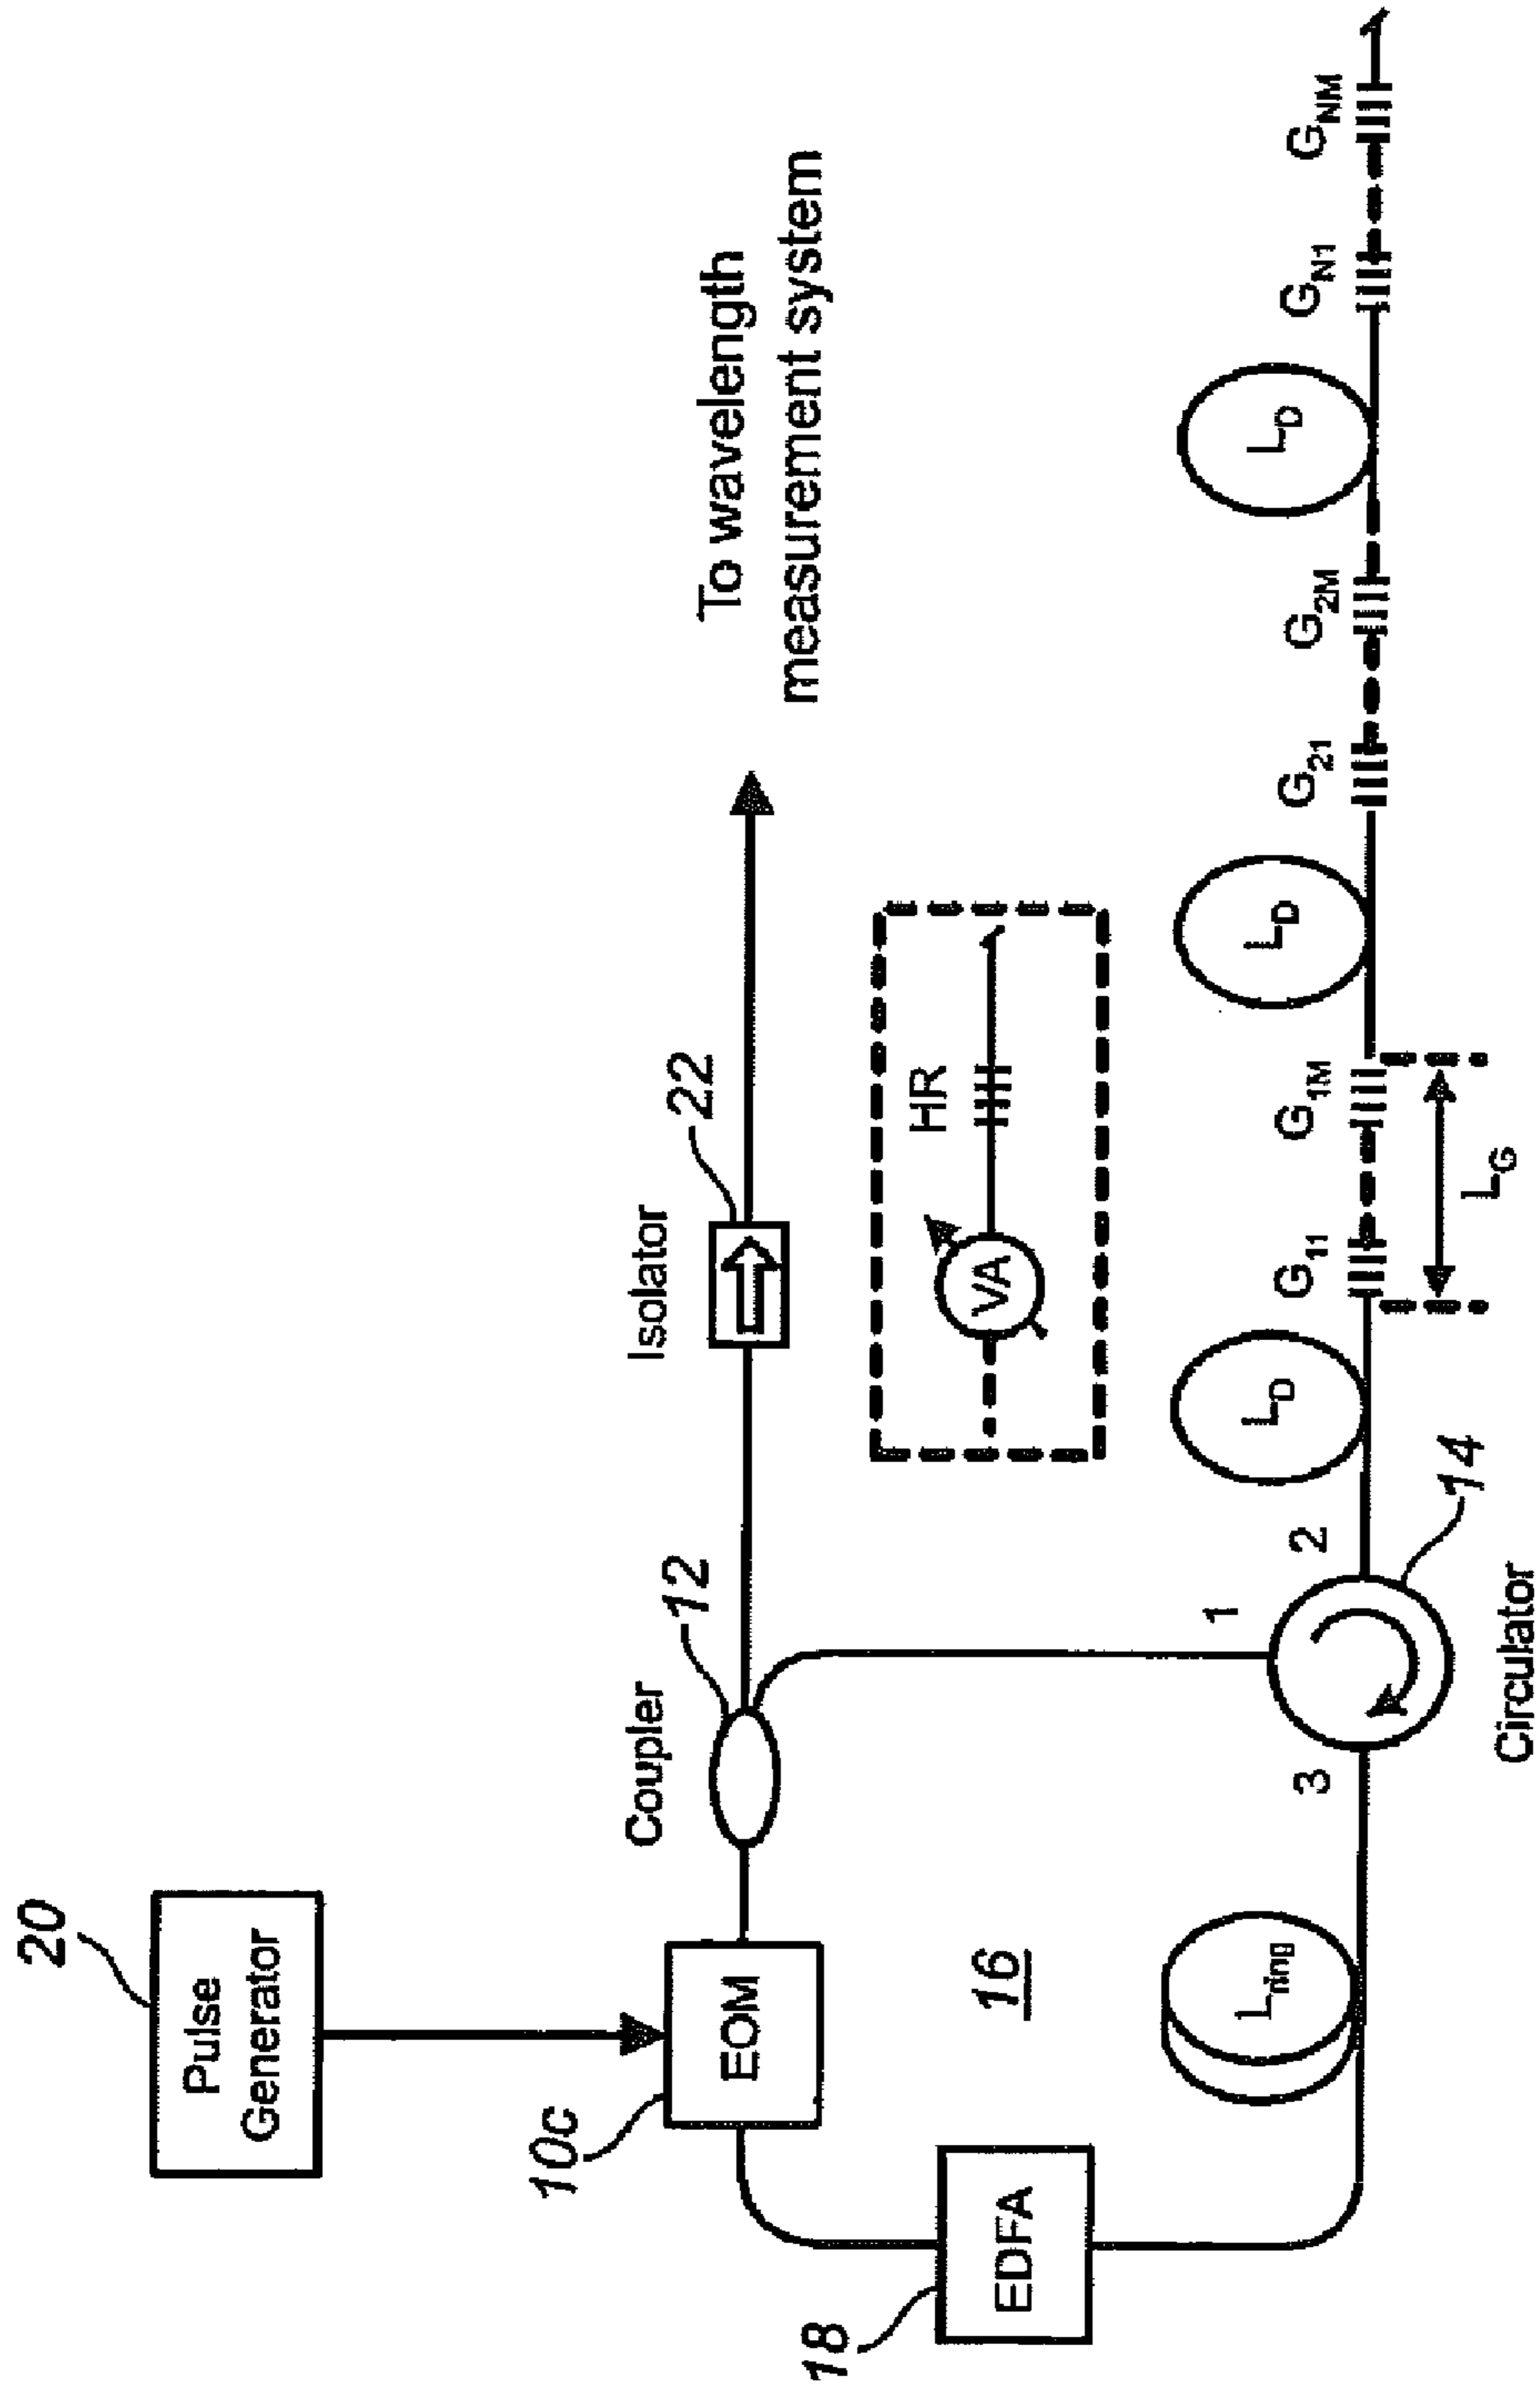 20
Pulse
Generator
10c
EOM
Coupler
12
Isolator
22
To wavelength
measurement system
18
EDFA
16
VA
HR
L_ring
3
1
2
14
Circulator
L_D
G_11
G_1M
L_G
L_D
G_21
G_2M
L_D
G_N1
G_NM